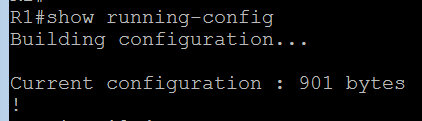 R1#show running-config
Building configuration...
Current configuration : 901 bytes
!